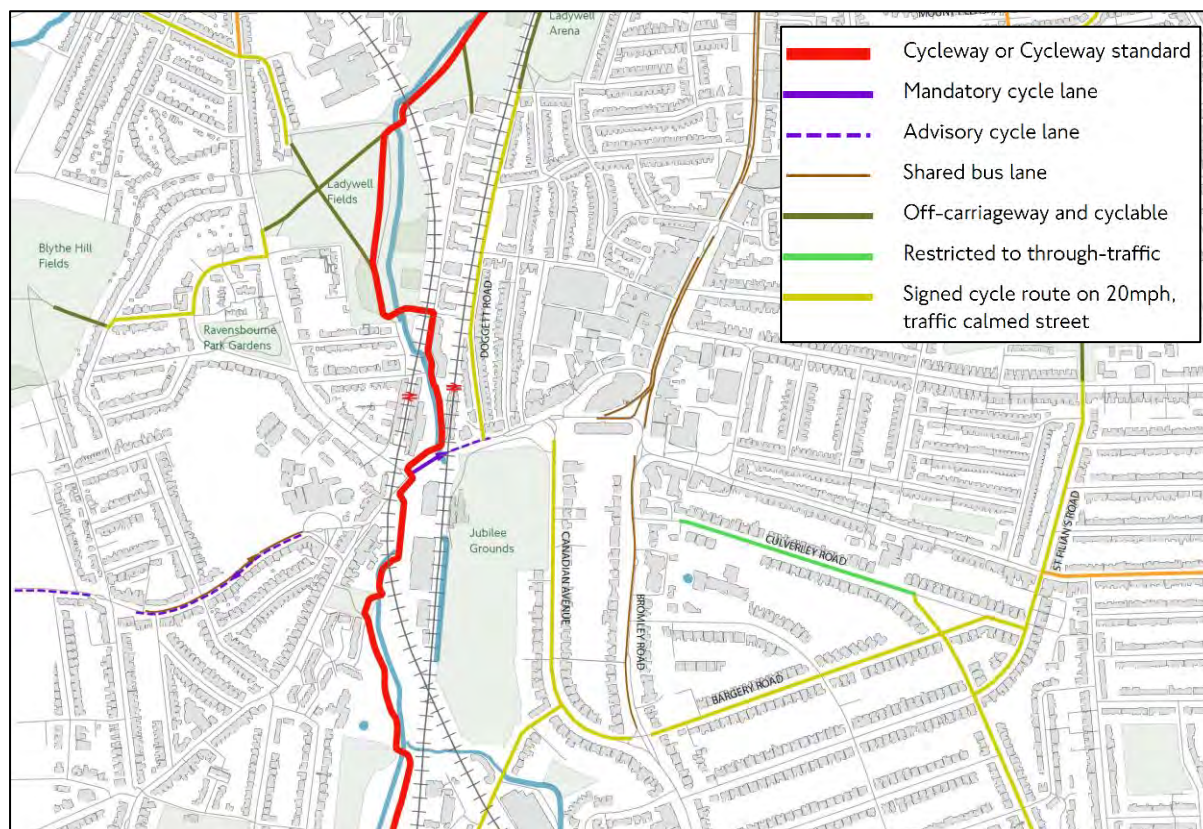 Ladywell
Arena
Cycleway or Cycleway standard
Mandatory cycle lane
Advisory cycle lane
Shared bus lane
Off-carriageway and cyclable
Restricted to through-traffic
Signed cycle route on 20mph,
traffic calmed street
Ladywell
Fields
Blythe Hill
Fields
Ravensbourne
Park Gardens
DOGGETT ROAD
Jubilee
Grounds
CANADIAN AVENUE
BROMLEY ROAD
CULVERLEY ROAD
BARGERY ROAD
ST FILIAN'S ROAD